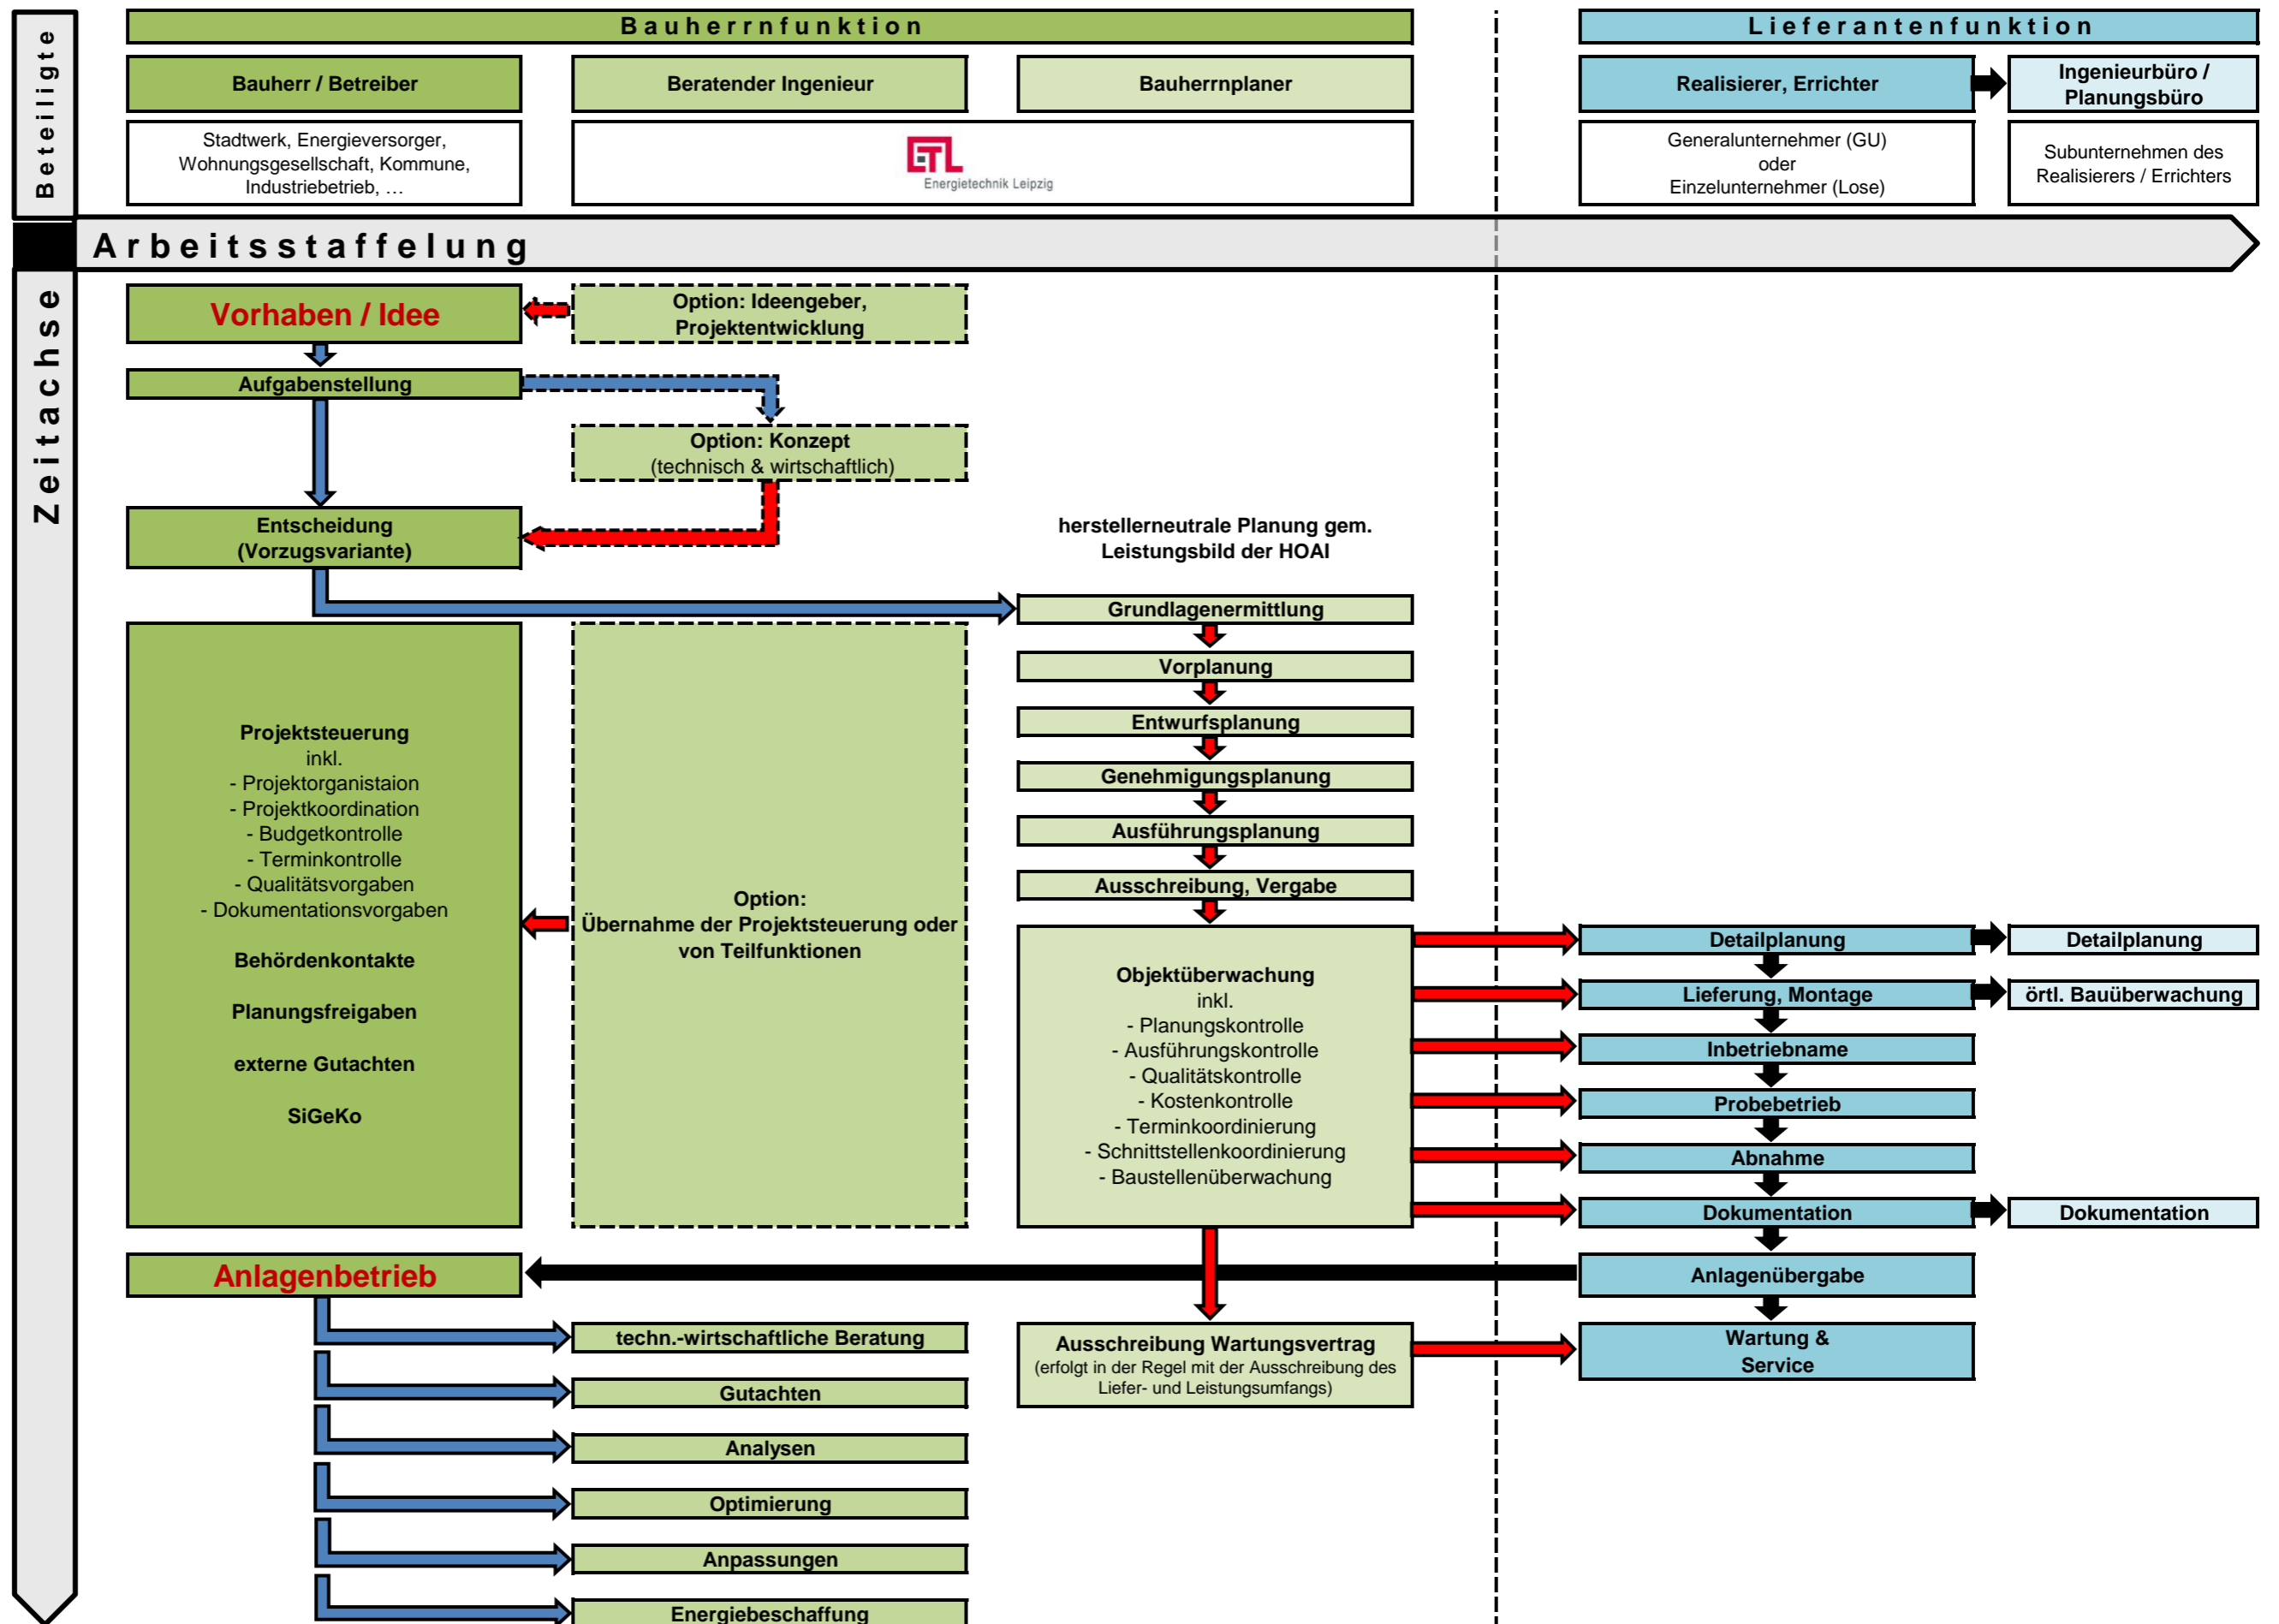 Beteiligte
Bauherrnfunktion
Lieferantenfunktion
Bauherr / Betreiber
Beratender Ingenieur
Bauherrnplaner
Realisierer, Errichter
Ingenieurbüro /
Planungsbüro
Stadtwerk, Energieversorger,
Wohnungsgesellschaft, Kommune,
Industriebetrieb, …
ETL
Energietechnik Leipzig
Generalunternehmer (GU)
oder
Einzelunternehmer (Lose)
Subunternehmen des
Realisierers / Errichters
Arbeitsstaffelung
Zeitachse
Vorhaben / Idee
Option: Ideengeber,
Projektentwicklung
Aufgabenstellung
Option: Konzept
(technisch & wirtschaftlich)
Entscheidung
(Vorzugsvariante)
herstellerneutrale Planung gem.
Leistungsbild der HOAI
Grundlagenermittlung
Vorplanung
Entwurfsplanung
Genehmigungsplanung
Ausführungsplanung
Ausschreibung, Vergabe
Projektsteuerung
inkl.
- Projektorganistaion
- Projektkoordination
- Budgetkontrolle
- Terminkontrolle
- Qualitätsvorgaben
- Dokumentationsvorgaben
Behördenkontakte
Planungsfreigaben
externe Gutachten
SiGeKo
Option:
Übernahme der Projektsteuerung oder
von Teilfunktionen
Objektüberwachung
inkl.
- Planungskontrolle
- Ausführungskontrolle
- Qualitätskontrolle
- Kostenkontrolle
- Terminkoordinierung
- Schnittstellenkoordinierung
- Baustellenüberwachung
Detailplanung
Detailplanung
Lieferung, Montage
örtl. Bauüberwachung
Inbetriebname
Probebetrieb
Abnahme
Dokumentation
Dokumentation
Anlagenbetrieb
Anlagenübergabe
techn.-wirtschaftliche Beratung
Ausschreibung Wartungsvertrag
(erfolgt in der Regel mit der Ausschreibung des
Liefer- und Leistungsumfangs)
Wartung &
Service
Gutachten
Analysen
Optimierung
Anpassungen
Energiebeschaffung